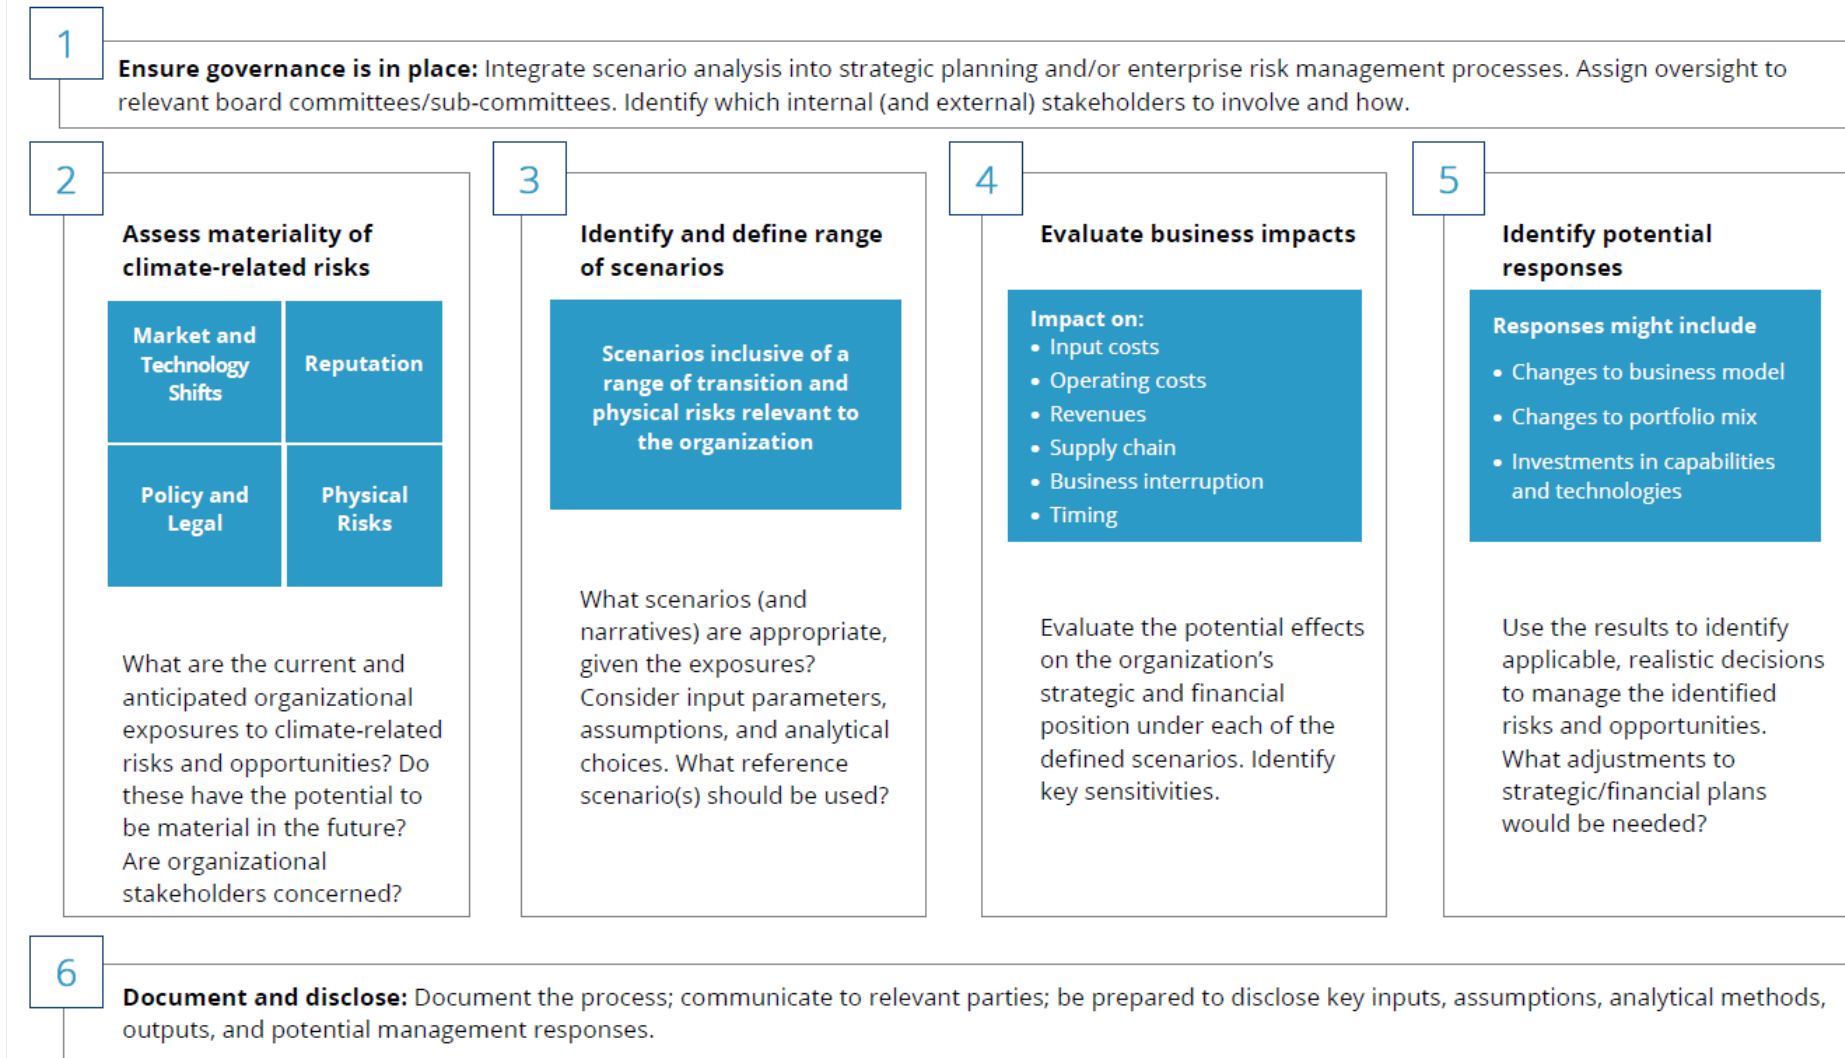 1
Ensure governance is in place: Integrate scenario analysis into strategic planning and/or enterprise risk management processes. Assign oversight to
relevant board committees/sub-committees. Identify which internal (and external) stakeholders to involve and how.
2
Assess materiality of
climate-related risks
Market and
Technology
Shifts
Reputation
Policy and
Legal
Physical
Risks
What are the current and
anticipated organizational
exposures to climate-related
risks and opportunities? Do
these have the potential to
be material in the future?
Are organizational
stakeholders concerned?
3
Identify and define range
of scenarios
Scenarios inclusive of a
range of transition and
physical risks relevant to
the organization
What scenarios (and
narratives) are appropriate,
given the exposures?
Consider input parameters,
assumptions, and analytical
choices. What reference
scenario(s) should be used?
4
Evaluate business impacts
Impact on:
• Input costs
• Operating costs
• Revenues
• Supply chain
• Business interruption
• Timing
Evaluate the potential effects
on the organization’s
strategic and financial
position under each of the
defined scenarios. Identify
key sensitivities.
5
Identify potential
responses
Responses might include
• Changes to business model
• Changes to portfolio mix
• Investments in capabilities
and technologies
Use the results to identify
applicable, realistic decisions
to manage the identified
risks and opportunities.
What adjustments to
strategic/financial plans
would be needed?
6
Document and disclose: Document the process; communicate to relevant parties; be prepared to disclose key inputs, assumptions, analytical methods,
outputs, and potential management responses.